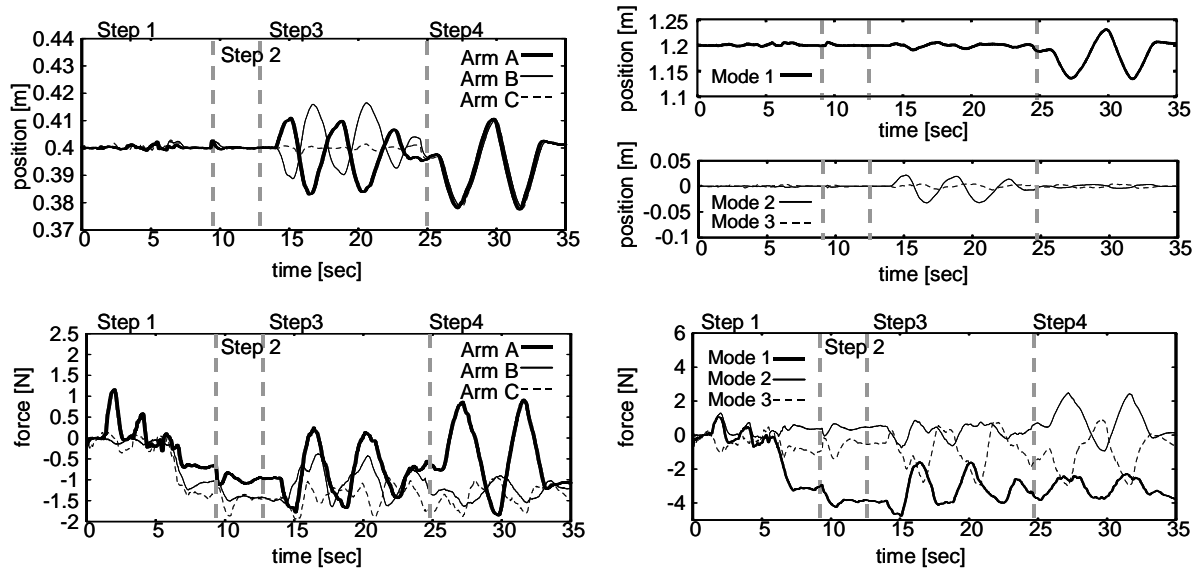 Step 1 Step3 Step4
0.44
Step 2
Arm A
0.43
Arm B
0.42
Arm C
0.41
position [m]
0.4
0.39
0.38
0.37
0 5 10 15 20 25 30 35
time [sec]
1.25
1.2
position [m]
1.15
Mode 1
1.1
0 5 10 15 20 25 30 35
time [sec]
0.05
0
position [m]
-0.05
Mode 2
Mode 3
-0.1
0 5 10 15 20 25 30 35
time [sec]
Step 1 Step3 Step4
2.5
Step 2
2
Arm A
1.5
Arm B
1
Arm C
0.5
force [N]
0
-0.5
-1
-1.5
-2
0 5 10 15 20 25 30 35
time [sec]
Step 1 Step3 Step4
6
Step 2
Mode 1
4
Mode 2
2
Mode 3
force [N]
0
-2
-4
0 5 10 15 20 25 30 35
time [sec]